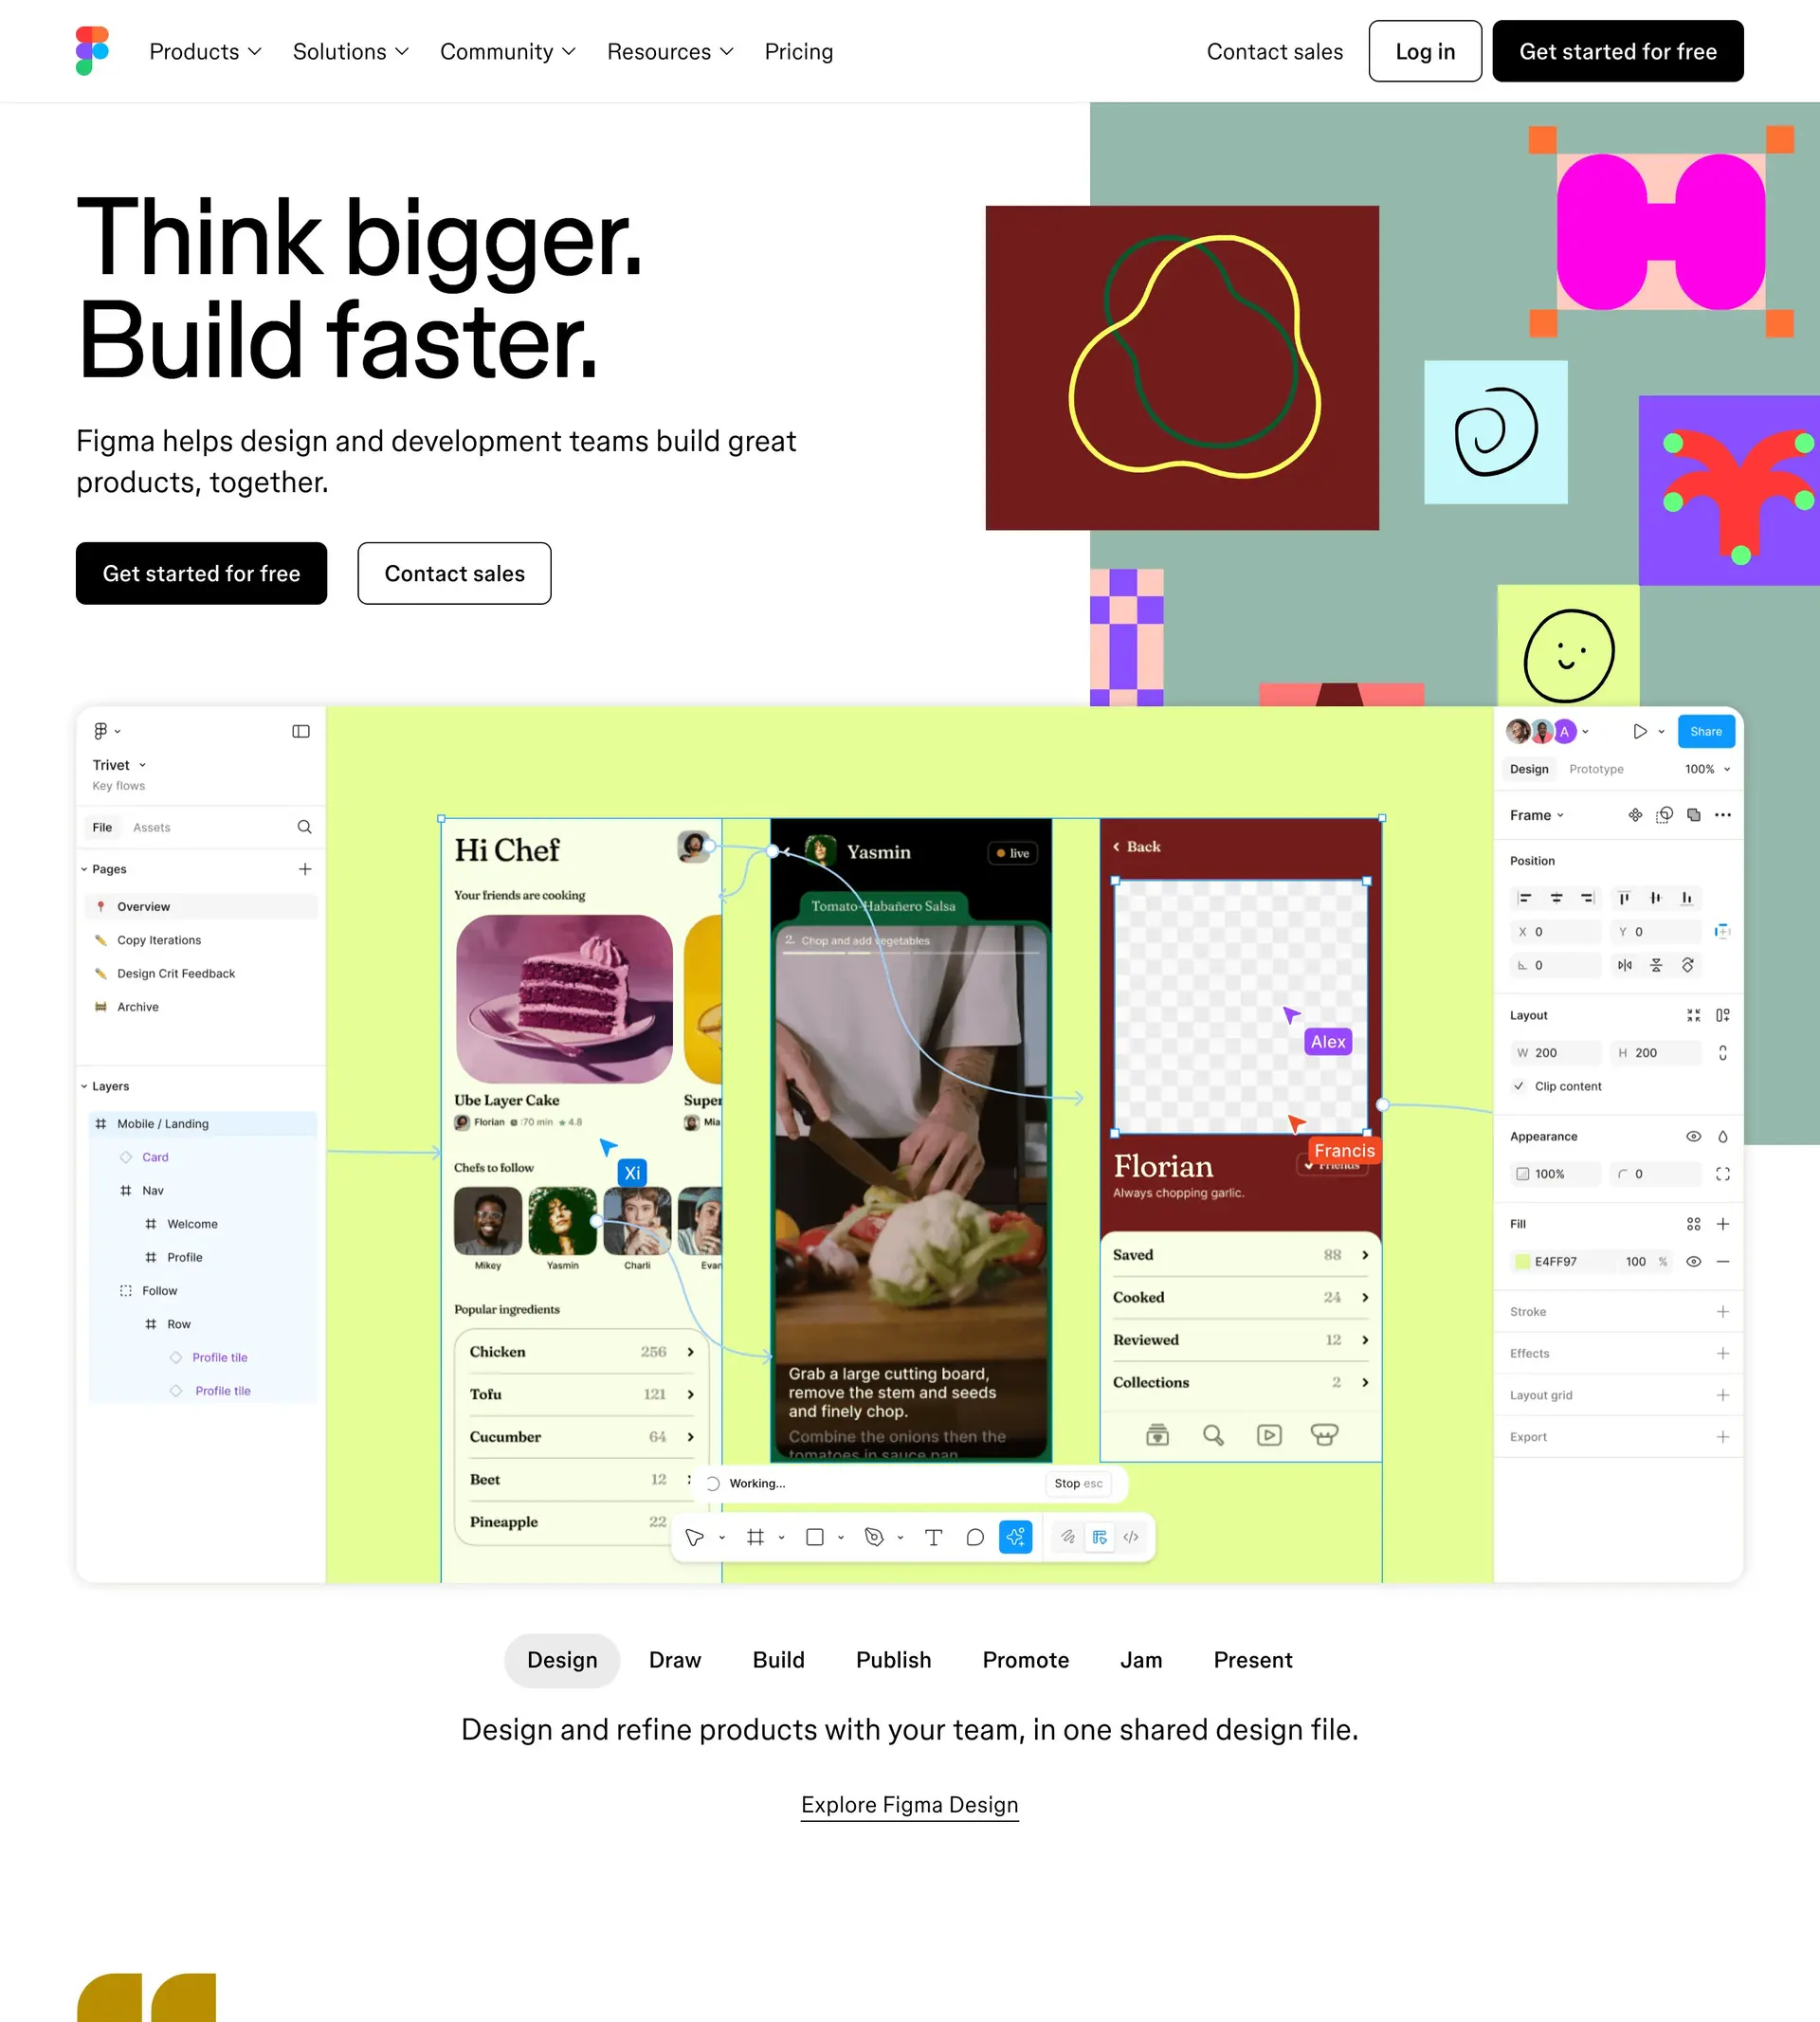 Products
Solutions
Community
Resources
Pricing
Contact sales
Log in
Get started for free
Think bigger.
Build faster.
Figma helps design and development teams build great
products, together.
Get started for free
Contact sales
Trivet
Key flows
File
Assets
Pages
Overview
Copy Iterations
Design Crit Feedback
Archive
Layers
Mobile / Landing
Card
Nav
Welcome
Profile
Follow
Row
Profile tile
Profile tile
Hi Chef
Your friends are cooking
Ube Layer Cake
Florian :70 min 4.8
Super
Mia
Xi
Chefs to follow
Mikey
Yasmin
Charli
Evan
Popular ingredients
Chicken 256
Tofu 121
Cucumber 64
Beet 12
Pineapple 22
Yasmin
live
Tomato-Habañero Salsa
2. Chop and add vegetables
Grab a large cutting board,
remove the stem and seeds
and finely chop.
Combine the onions then the
tomatoes in sauce pan
Back
Alex
Francis
Florian
Friends
Always chopping garlic.
Saved 88
Cooked 24
Reviewed 12
Collections 2
Working...
Stop esc
A
Share
Design
Prototype
100%
Frame
Position
X 0
Y 0
0
Layout
W 200
H 200
Clip content
Appearance
100%
0
Fill
E4FF97 100 %
Stroke
Effects
Layout grid
Export
Design
Draw
Build
Publish
Promote
Jam
Present
Design and refine products with your team, in one shared design file.
Explore Figma Design